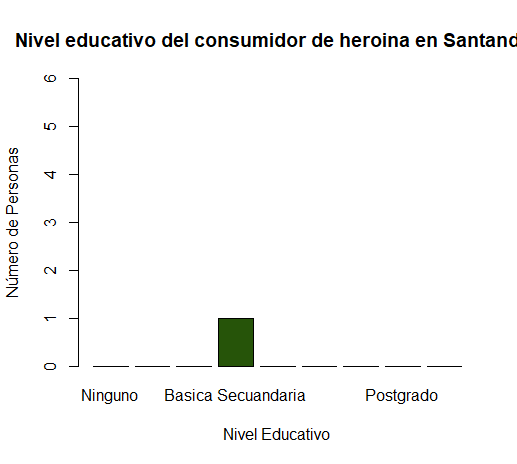 Nivel educativo del consumidor de heroina en Santand
6
5
4
3
2
1
0
Número de Personas
Ninguno Basica Secuandaria Postgrado
Nivel Educativo